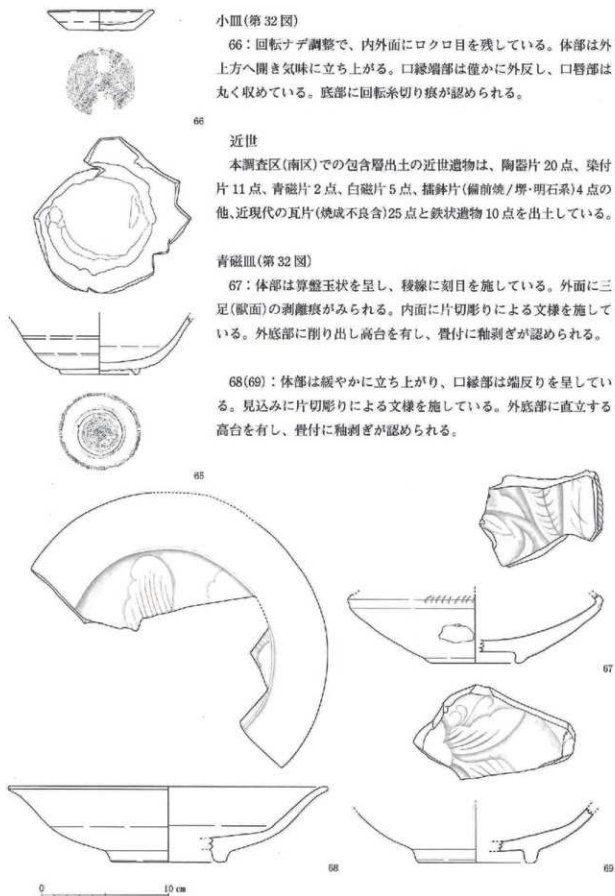 小皿(第32図)
66：回転ナデ調整で、内外面にロクロ目を残している。体部は外
上方へ開き気味に立ち上がる。口縁端部は僅かに外反し、口唇部は
丸く収めている。底部に回転糸切り痕が認められる。
66
近世
本調査区(南区)での包含層出土の近世遺物は、陶器片20点、染付
片11点、青磁片2点、白磁片5点、擂鉢片(備前焼/堺・明石系)4点の
他、近現代の瓦片(焼成不良含)25点と鉄状遺物10点を出土している。
青磁皿(第32図)
67：体部は算盤玉状を呈し、稜線に刻目を施している。外面に三
足(獣面)の剥離痕がみられる。内面に片切彫りによる文様を施して
いる。外底部に削り出し高台を有し、畳付に釉剥ぎが認められる。
68(69)：体部は緩やかに立ち上がり、口縁部は端反りを呈してい
る。見込みに片切彫りによる文様を施している。外底部に直立する
高台を有し、畳付に釉剥ぎが認められる。
65
67
68
69
0 10㎝